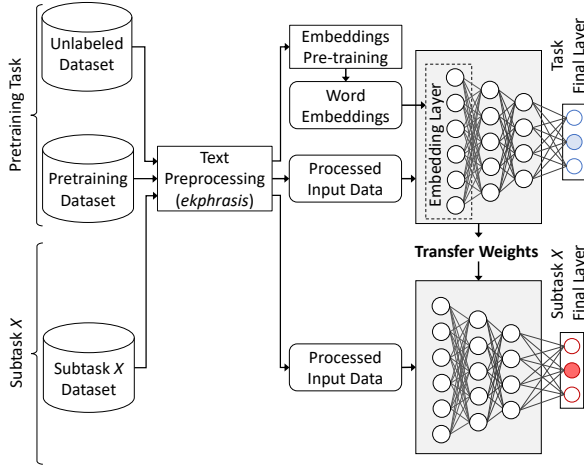 Pretraining Task
Unlabeled
Dataset
Pretraining
Dataset
Text
Preprocessing
(ekphrasis)
Embeddings
Pre-training
Word
Embeddings
Processed
Input Data
Embedding Layer
Task
Final Layer
Transfer Weights
Subtask X
Subtask X
Dataset
Processed
Input Data
Subtask X
Final Layer